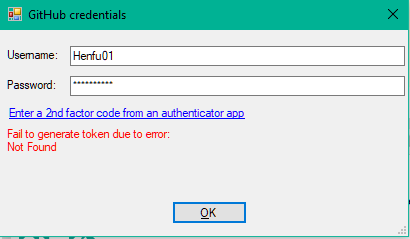 GitHub credentials
Username: Henfu01
Password: **********
Enter a 2nd factor code from an authenticator app
Fail to generate token due to error:
Not Found
OK